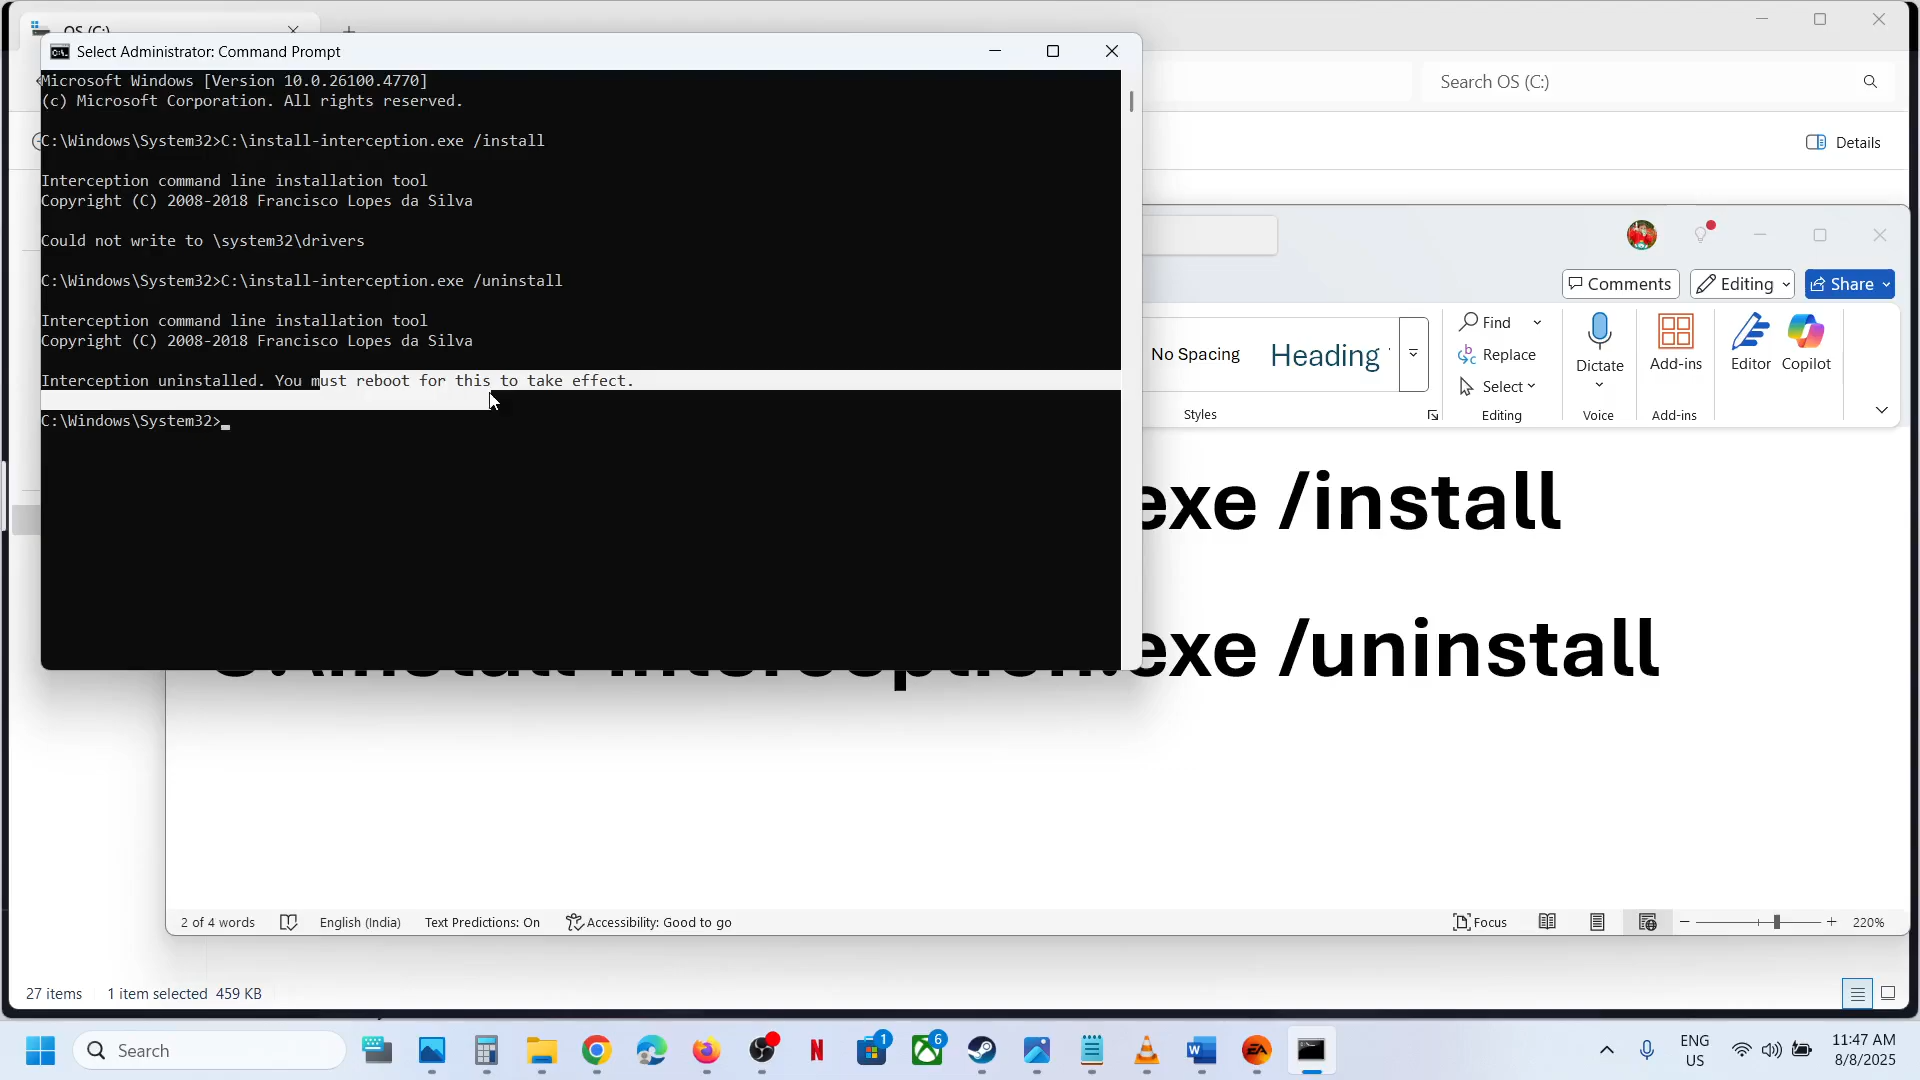 OS (C:)
Select Administrator: Command Prompt
Microsoft Windows [Version 10.0.26100.4770]
(c) Microsoft Corporation. All rights reserved.
C:\Windows\System32>C:\install-interception.exe /install
Interception command line installation tool
Copyright (C) 2008-2018 Francisco Lopes da Silva
Could not write to \system32\drivers
C:\Windows\System32>C:\install-interception.exe /uninstall
Interception command line installation tool
Copyright (C) 2008-2018 Francisco Lopes da Silva
Interception uninstalled. You must reboot for this to take effect.
C:\Windows\System32>
Search OS (C:)
Details
Comments
Editing
Share
No Spacing
Heading
Styles
Find
Replace
Select
Editing
Dictate
Voice
Add-ins
Add-ins
Editor
Copilot
exe /install
C:\install-interception.exe /uninstall
2 of 4 words
English (India)
Text Predictions: On
Accessibility: Good to go
Focus
220%
27 items
1 item selected 459 KB
Search
1
6
ENG
US
11:47 AM
8/8/2025